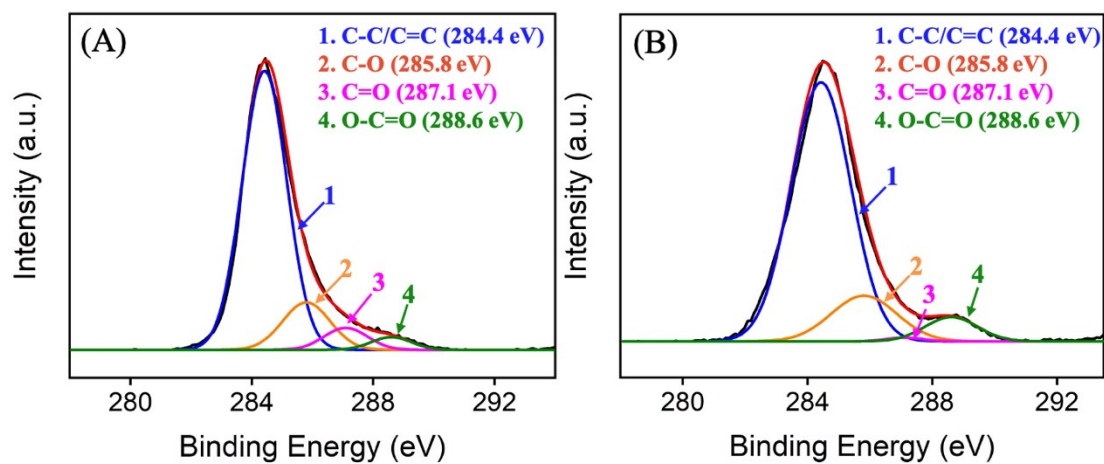 (A)
1. C-C/C=C (284.4 eV)
2. C-O (285.8 eV)
3. C=O (287.1 eV)
4. O-C=O (288.6 eV)
1
2
3
4
Intensity (a.u.)
280 284 288 292
Binding Energy (eV)
(B)
1. C-C/C=C (284.4 eV)
2. C-O (285.8 eV)
3. C=O (287.1 eV)
4. O-C=O (288.6 eV)
1
2
3
4
Intensity (a.u.)
280 284 288 292
Binding Energy (eV)